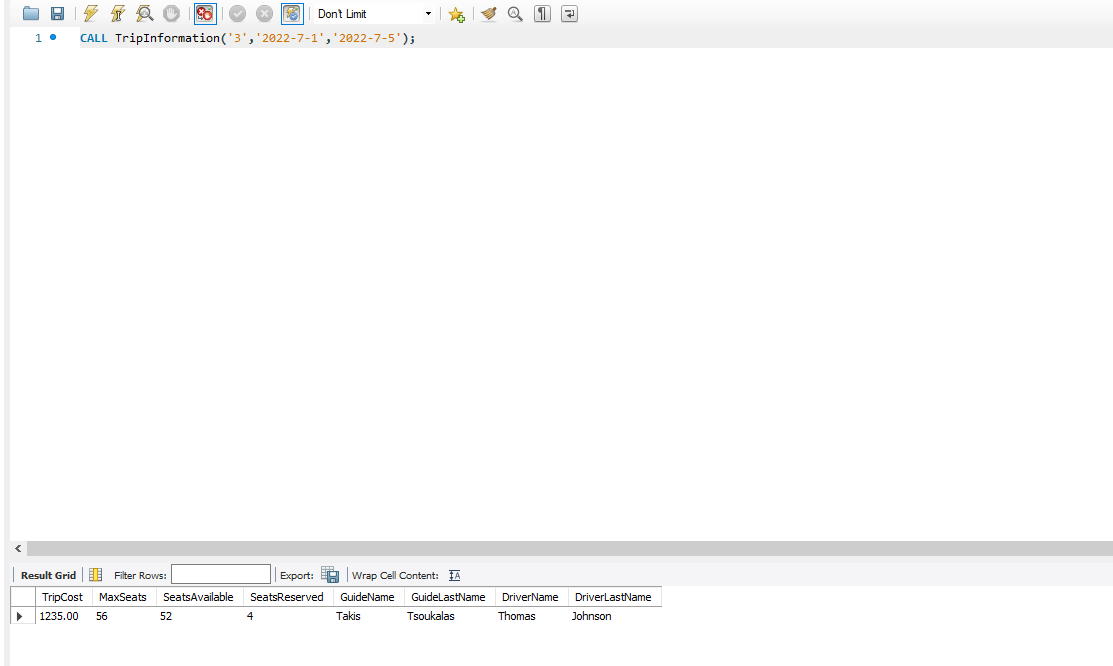 Don't Limit
1 CALL TripInformation('3','2022-7-1','2022-7-5');
Result Grid Filter Rows: Export: Wrap Cell Content:
TripCost MaxSeats SeatsAvailable SeatsReserved GuideName GuideLastName DriverName DriverLastName
1235.00 56 52 4 Takis Tsoukalas Thomas Johnson